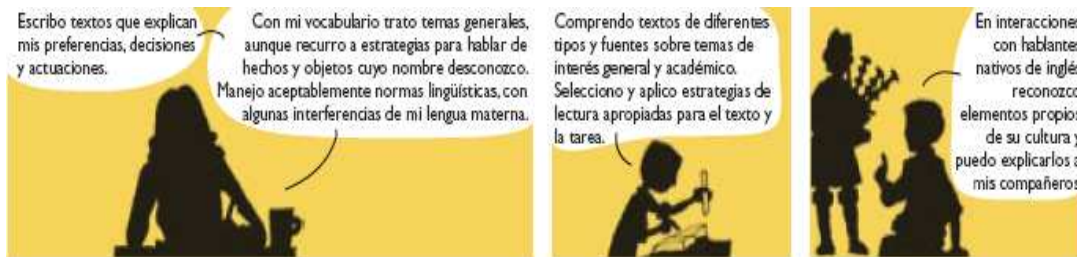 Escribo textos que explican
mis preferencias, decisiones
y actuaciones.
Con mi vocabulario trato temas generales,
aunque recurro a estrategias para hablar de
hechos y objetos cuyo nombre desconozco.
Manejo aceptablemente normas lingüísticas, con
algunas interferencias de mi lengua materna.
Comprendo textos de diferentes
tipos y fuentes sobre temas de
interés general y académico.
Selecciono y aplico estrategias de
lectura apropiadas para el texto y
la tarea.
En interacciones
con hablantes
nativos de inglés
reconozco
elementos propios
de su cultura y
puedo explicarlos a
mis compañeros